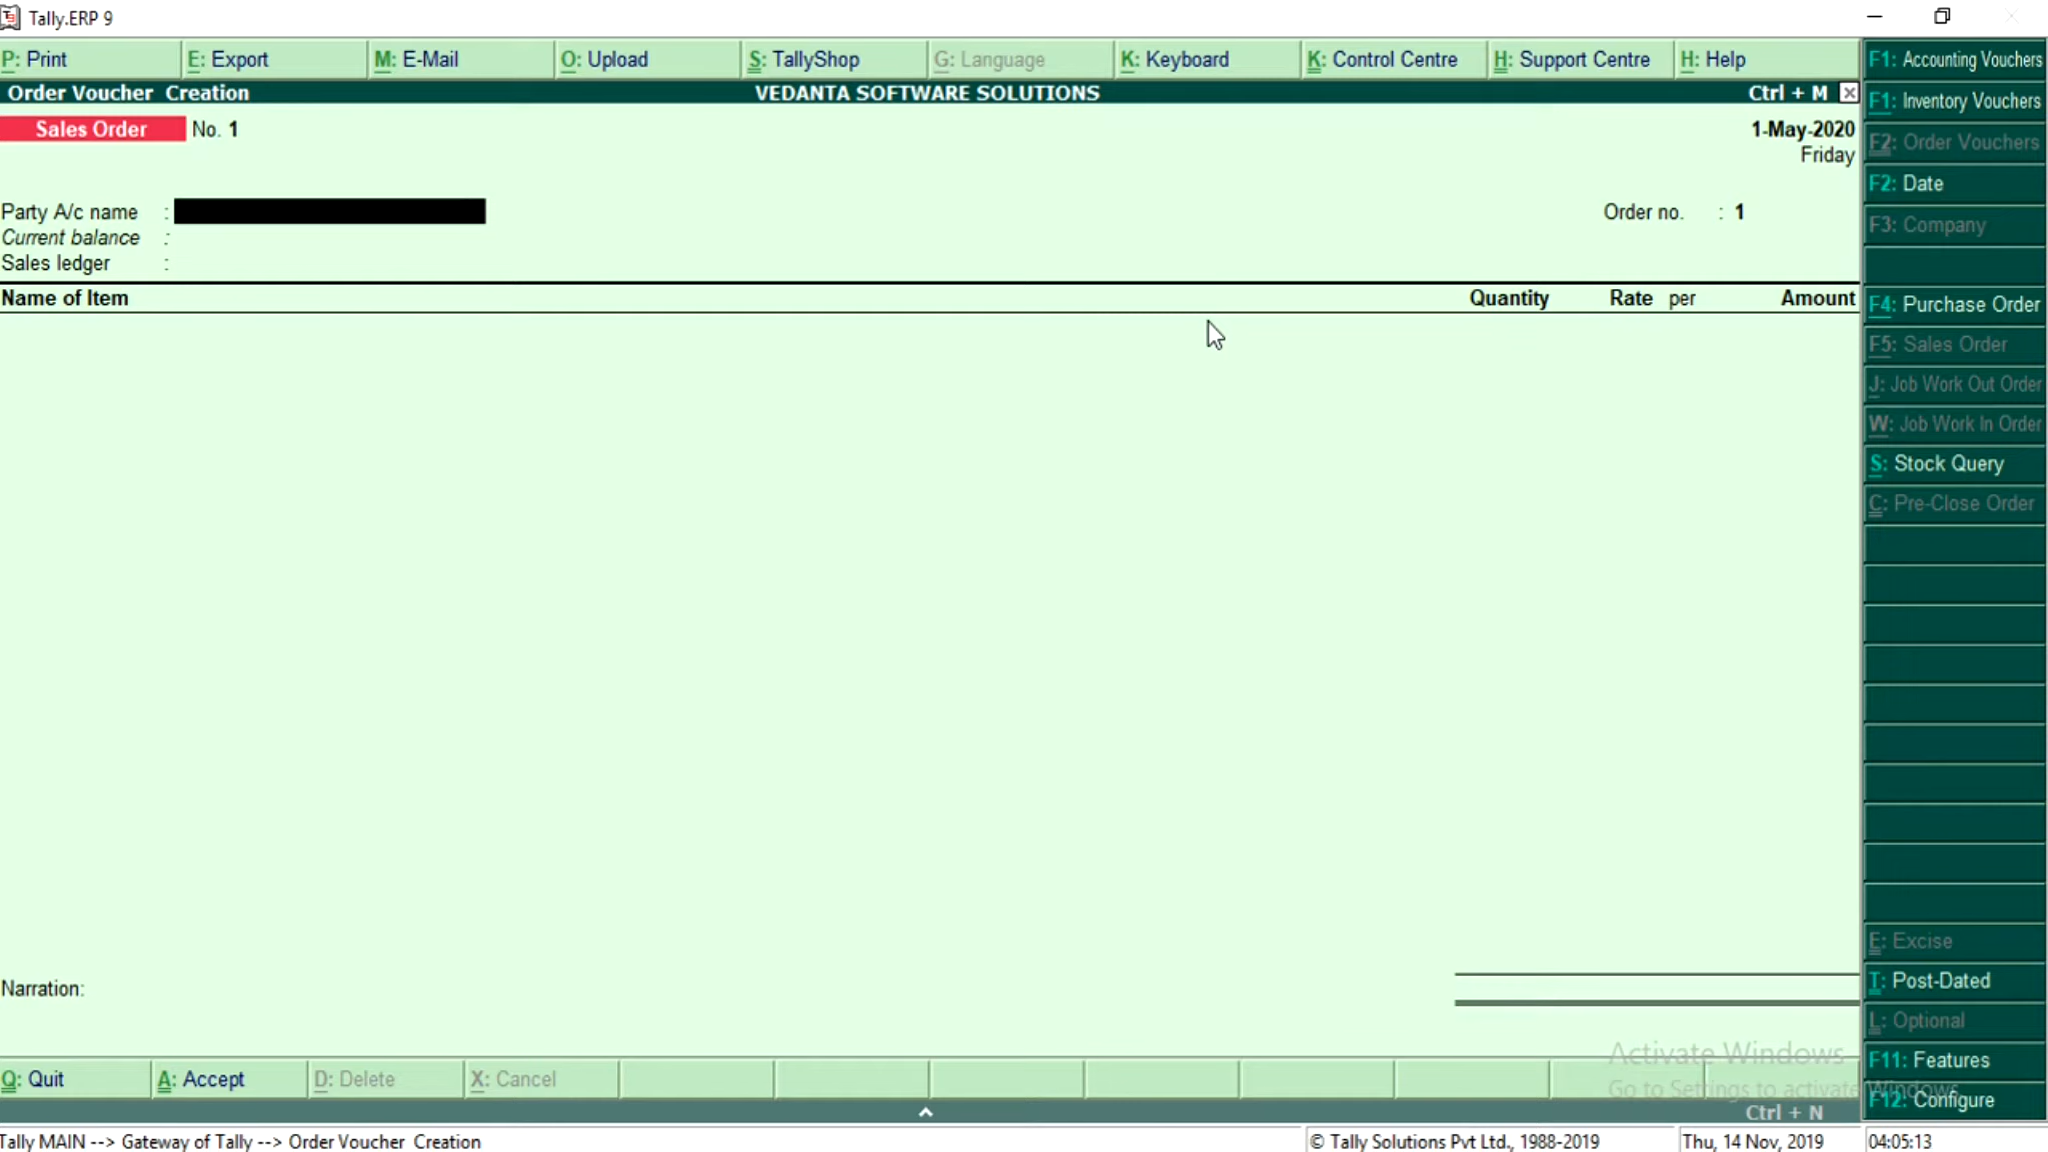 Tally.ERP 9
P: Print E: Export M: E-Mail O: Upload S: TallyShop G: Language K: Keyboard K: Control Centre H: Support Centre H: Help
Order Voucher Creation VEDANTA SOFTWARE SOLUTIONS Ctrl + M
Sales Order No. 1 1-May-2020
Friday
Party A/c name : Order no. : 1
Current balance :
Sales ledger :
Name of Item Quantity Rate per Amount
Narration:
F1: Accounting Vouchers
F1: Inventory Vouchers
F2: Order Vouchers
F2: Date
F3: Company
F4: Purchase Order
F5: Sales Order
J: Job Work Out Order
W: Job Work In Order
S: Stock Query
C: Pre-Close Order
E: Excise
T: Post-Dated
L: Optional
F11: Features
F12: Configure
Activate Windows
Go to Settings to activate Windows.
Q: Quit A: Accept D: Delete X: Cancel
Ctrl + N
Tally MAIN --> Gateway of Tally --> Order Voucher Creation © Tally Solutions Pvt Ltd., 1988-2019 Thu, 14 Nov, 2019 04:05:13